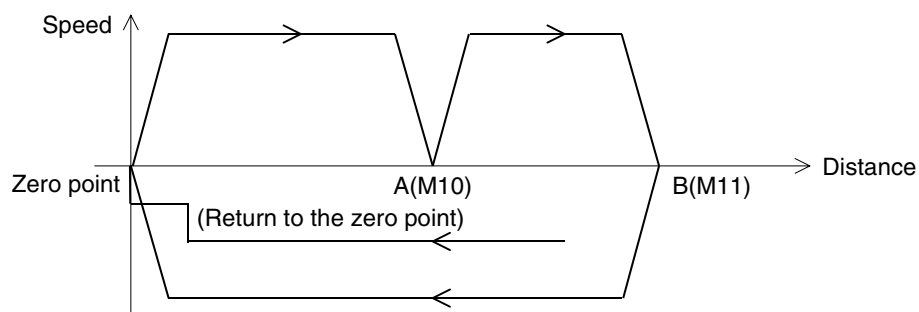 Speed
Distance
Zero point
A(M10)
B(M11)
(Return to the zero point)